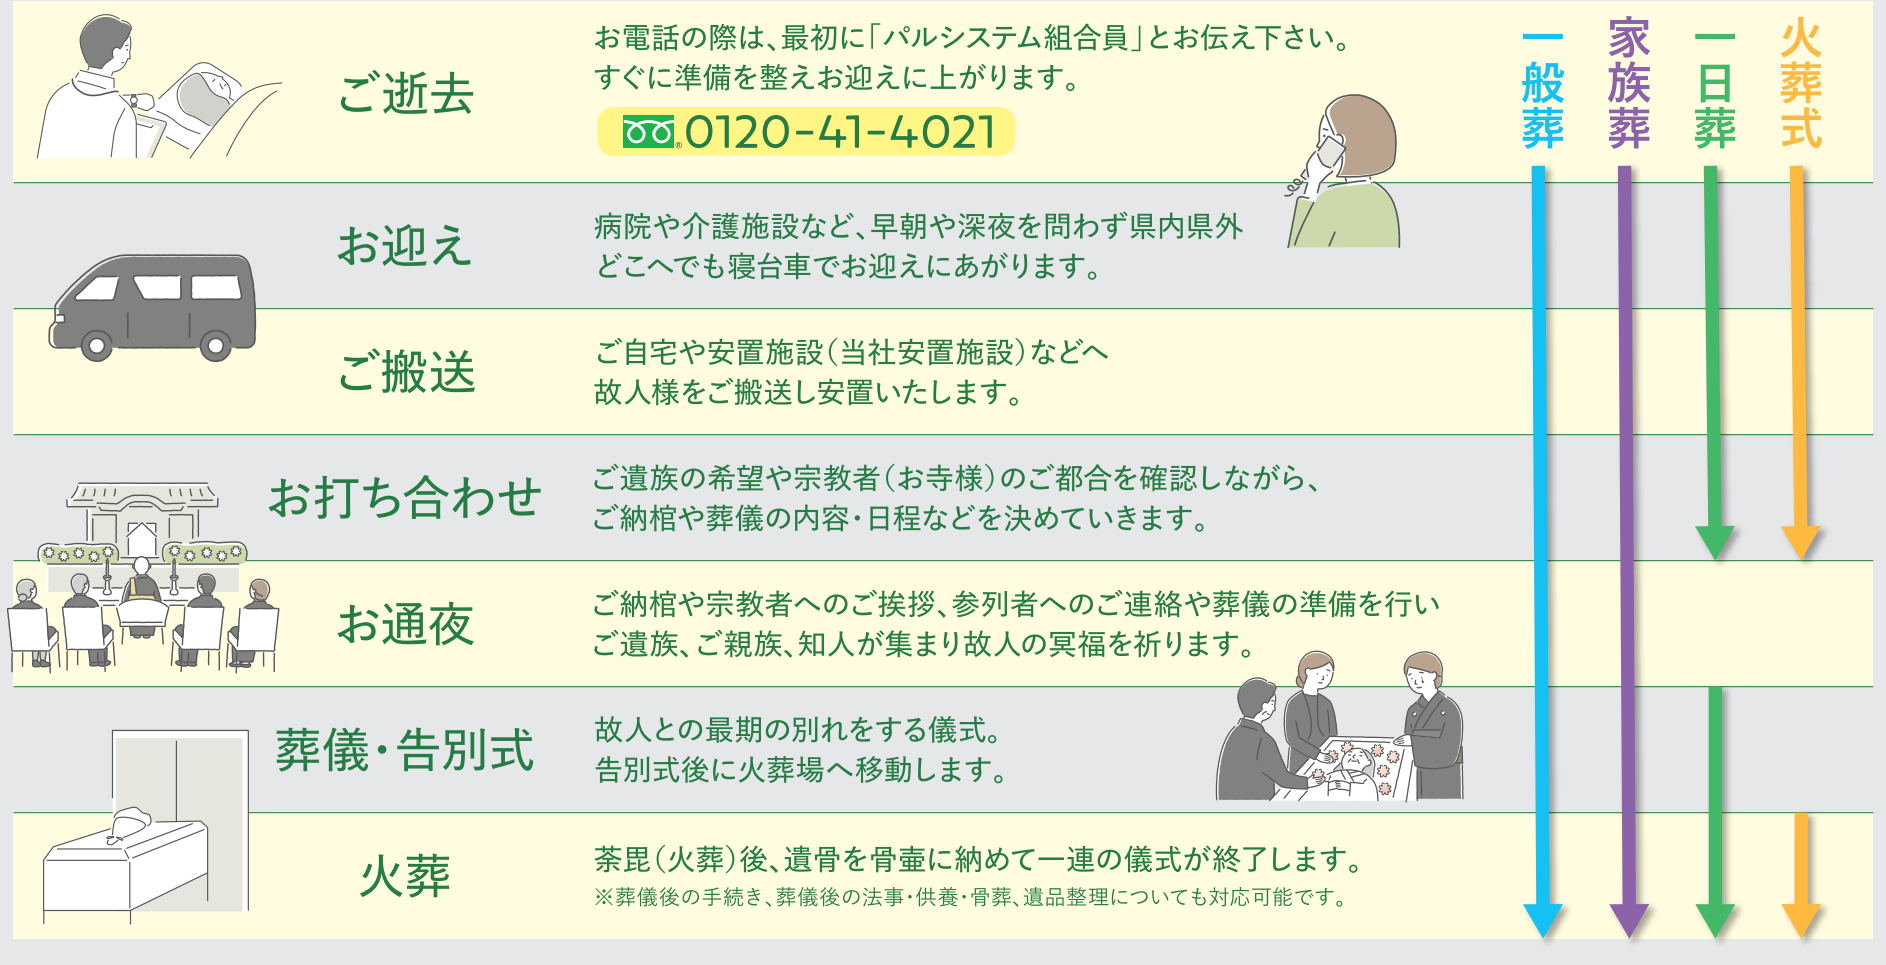 一般葬
家族葬
一日葬
火葬式
ご逝去
お電話の際は、最初に「パルシステム組合員」とお伝え下さい。
すぐに準備を整えお迎えに上がります。
® 0120-41-4021
お迎え
病院や介護施設など、早朝や深夜を問わず県内県外
どこへでも寝台車でお迎えにあがります。
ご搬送
ご自宅や安置施設（当社安置施設）などへ
故人様をご搬送し安置いたします。
お打ち合わせ
ご遺族の希望や宗教者（お寺様）のご都合を確認しながら、
ご納棺や葬儀の内容・日程などを決めていきます。
お通夜
ご納棺や宗教者へのご挨拶、参列者へのご連絡や葬儀の準備を行い
ご遺族、ご親族、知人が集まり故人の冥福を祈ります。
葬儀・告別式
故人との最期の別れをする儀式。
告別式後に火葬場へ移動します。
火葬
荼毘（火葬）後、遺骨を骨壷に納めて一連の儀式が終了します。
※葬儀後の手続き、葬儀後の法事・供養・骨葬、遺品整理についても対応可能です。